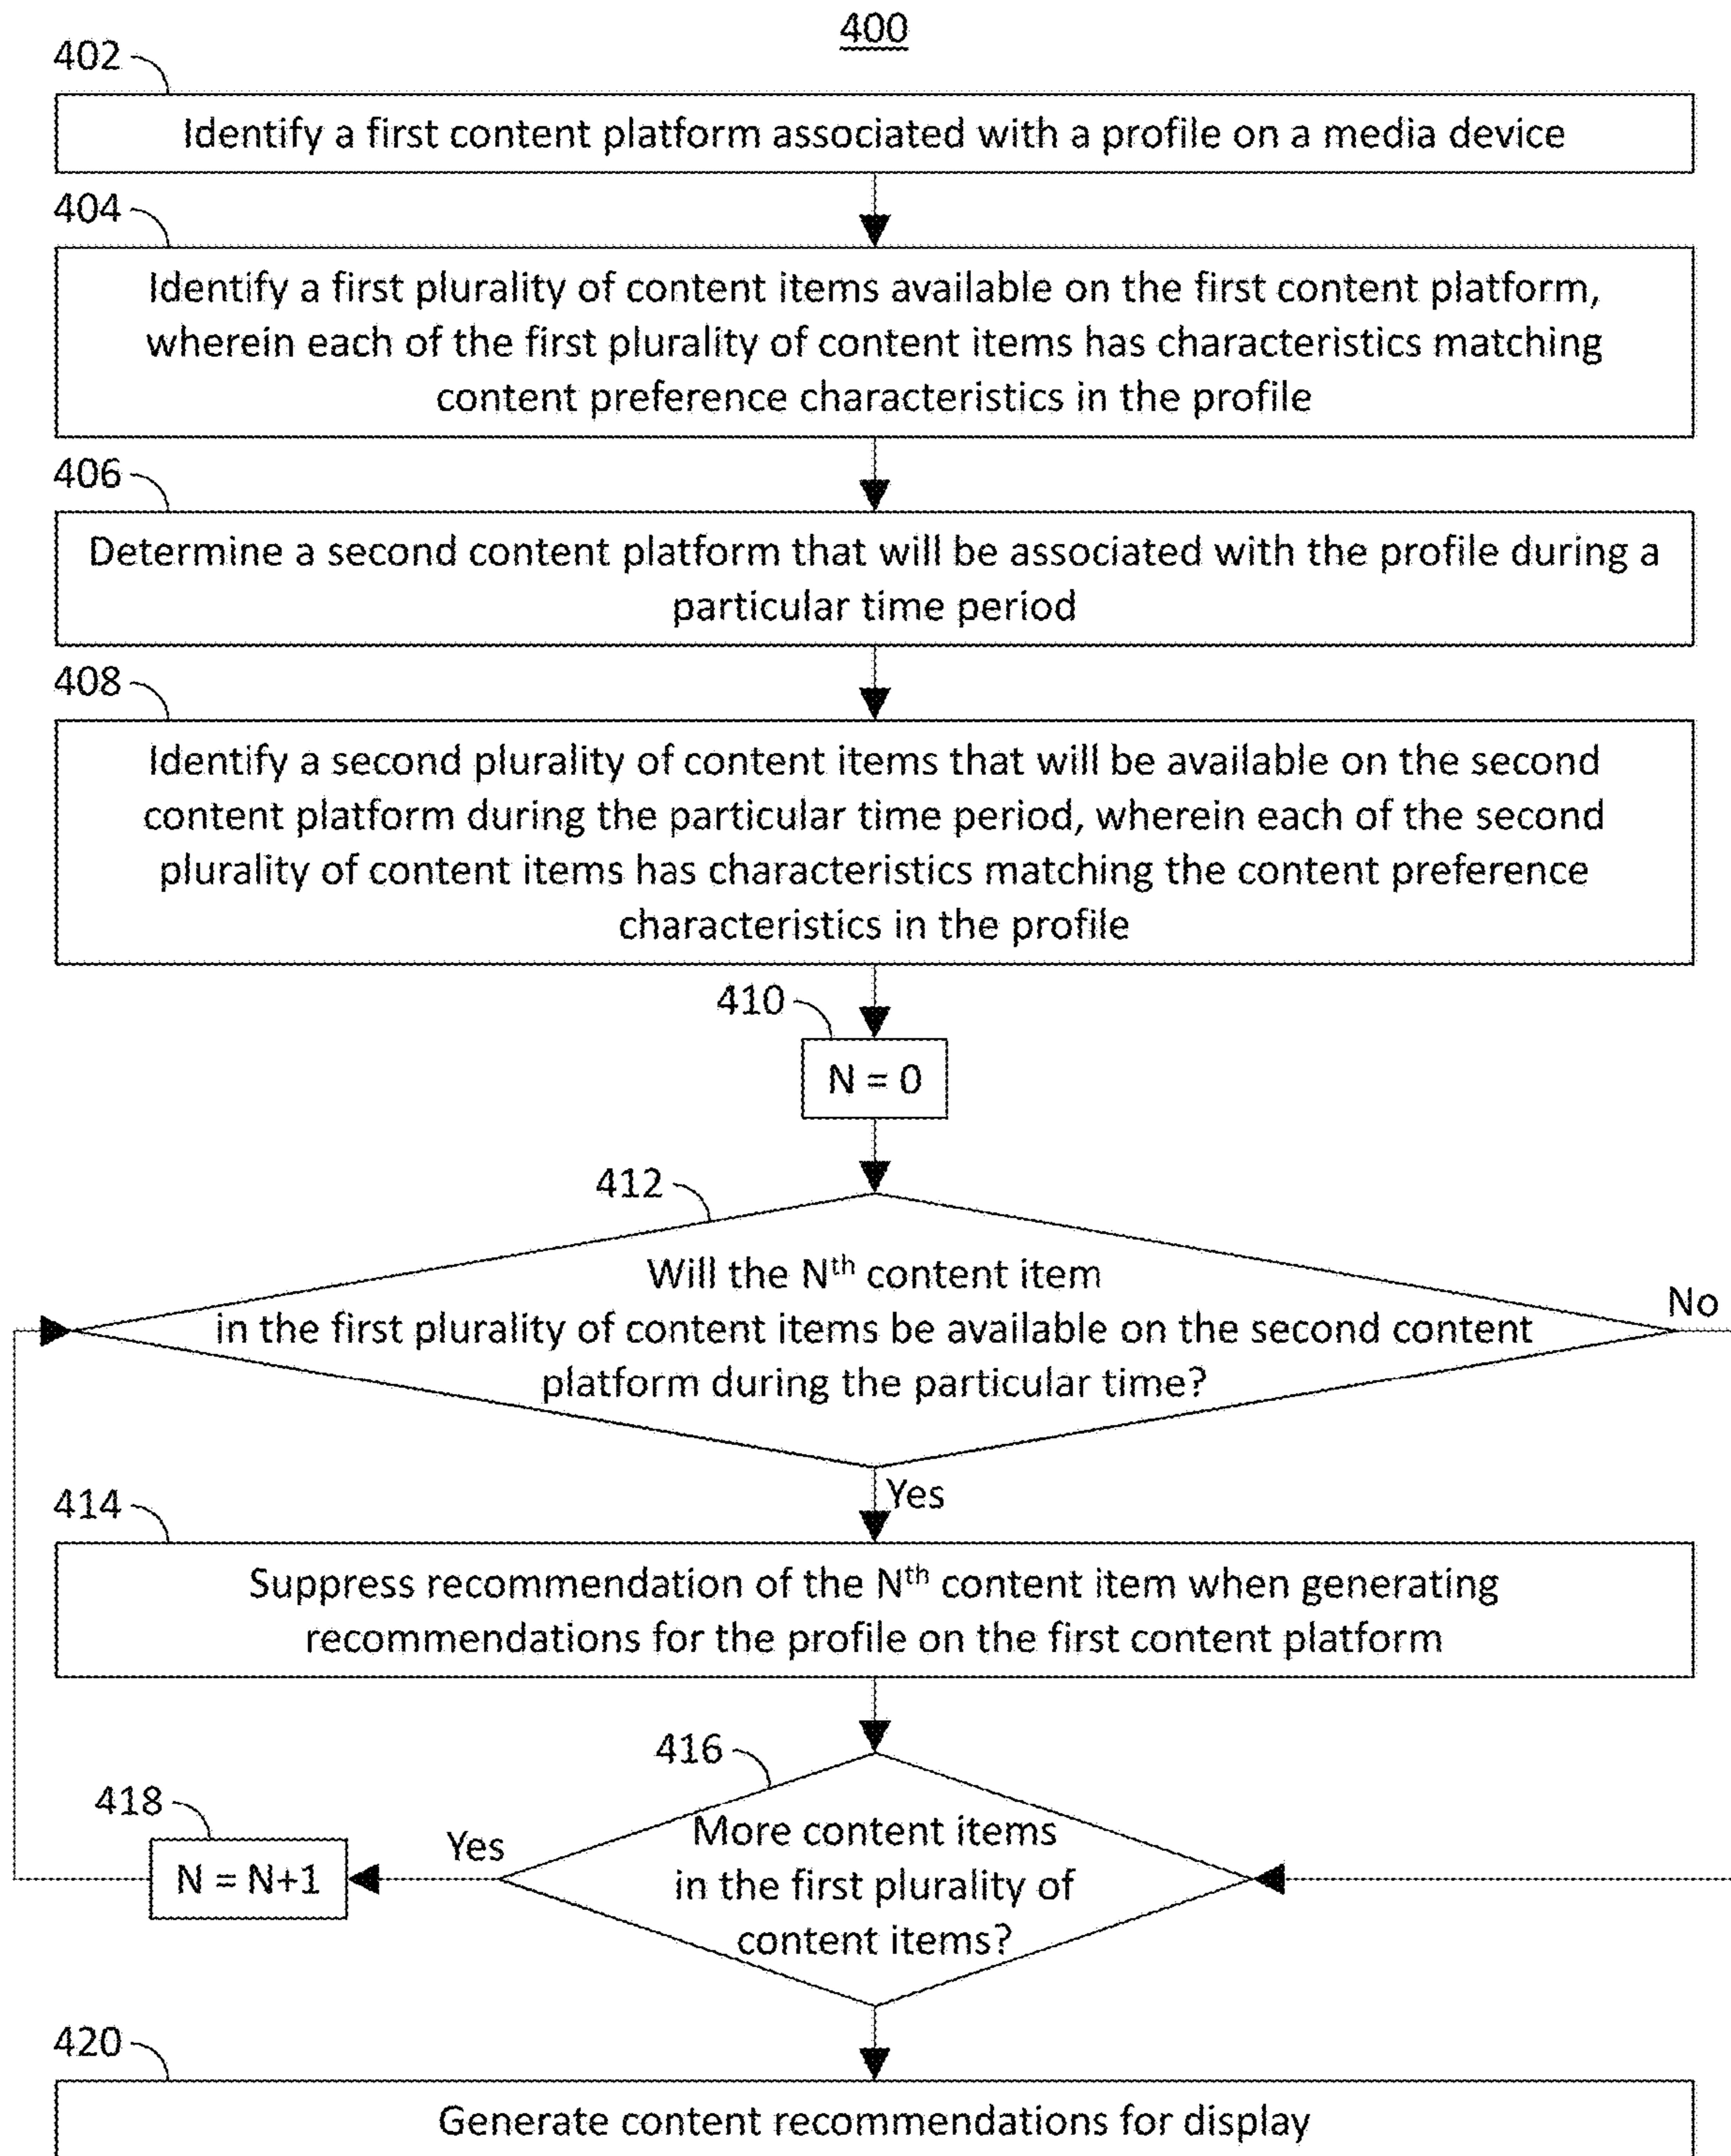 400
402
Identify a first content platform associated with a profile on a media device
404
Identify a first plurality of content items available on the first content platform,
wherein each of the first plurality of content items has characteristics matching
content preference characteristics in the profile
406
Determine a second content platform that will be associated with the profile during a
particular time period
408
Identify a second plurality of content items that will be available on the second
content platform during the particular time period, wherein each of the second
plurality of content items has characteristics matching the content preference
characteristics in the profile
410
N = 0
412
Will the Nth content item
in the first plurality of content items be available on the second content
platform during the particular time?
No
Yes
414
Suppress recommendation of the Nth content item when generating
recommendations for the profile on the first content platform
416
More content items
in the first plurality of
content items?
Yes
418
N = N+1
420
Generate content recommendations for display